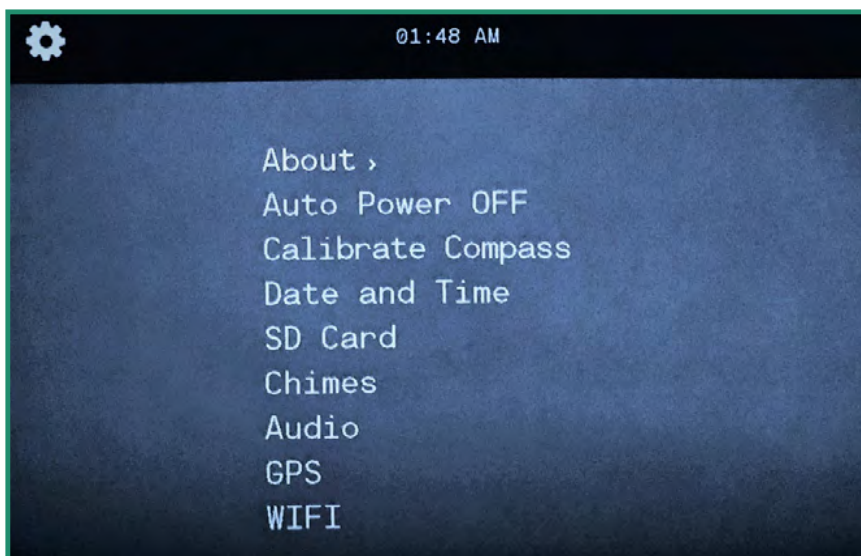 01:48 AM
About ›
Auto Power OFF
Calibrate Compass
Date and Time
SD Card
Chimes
Audio
GPS
WIFI